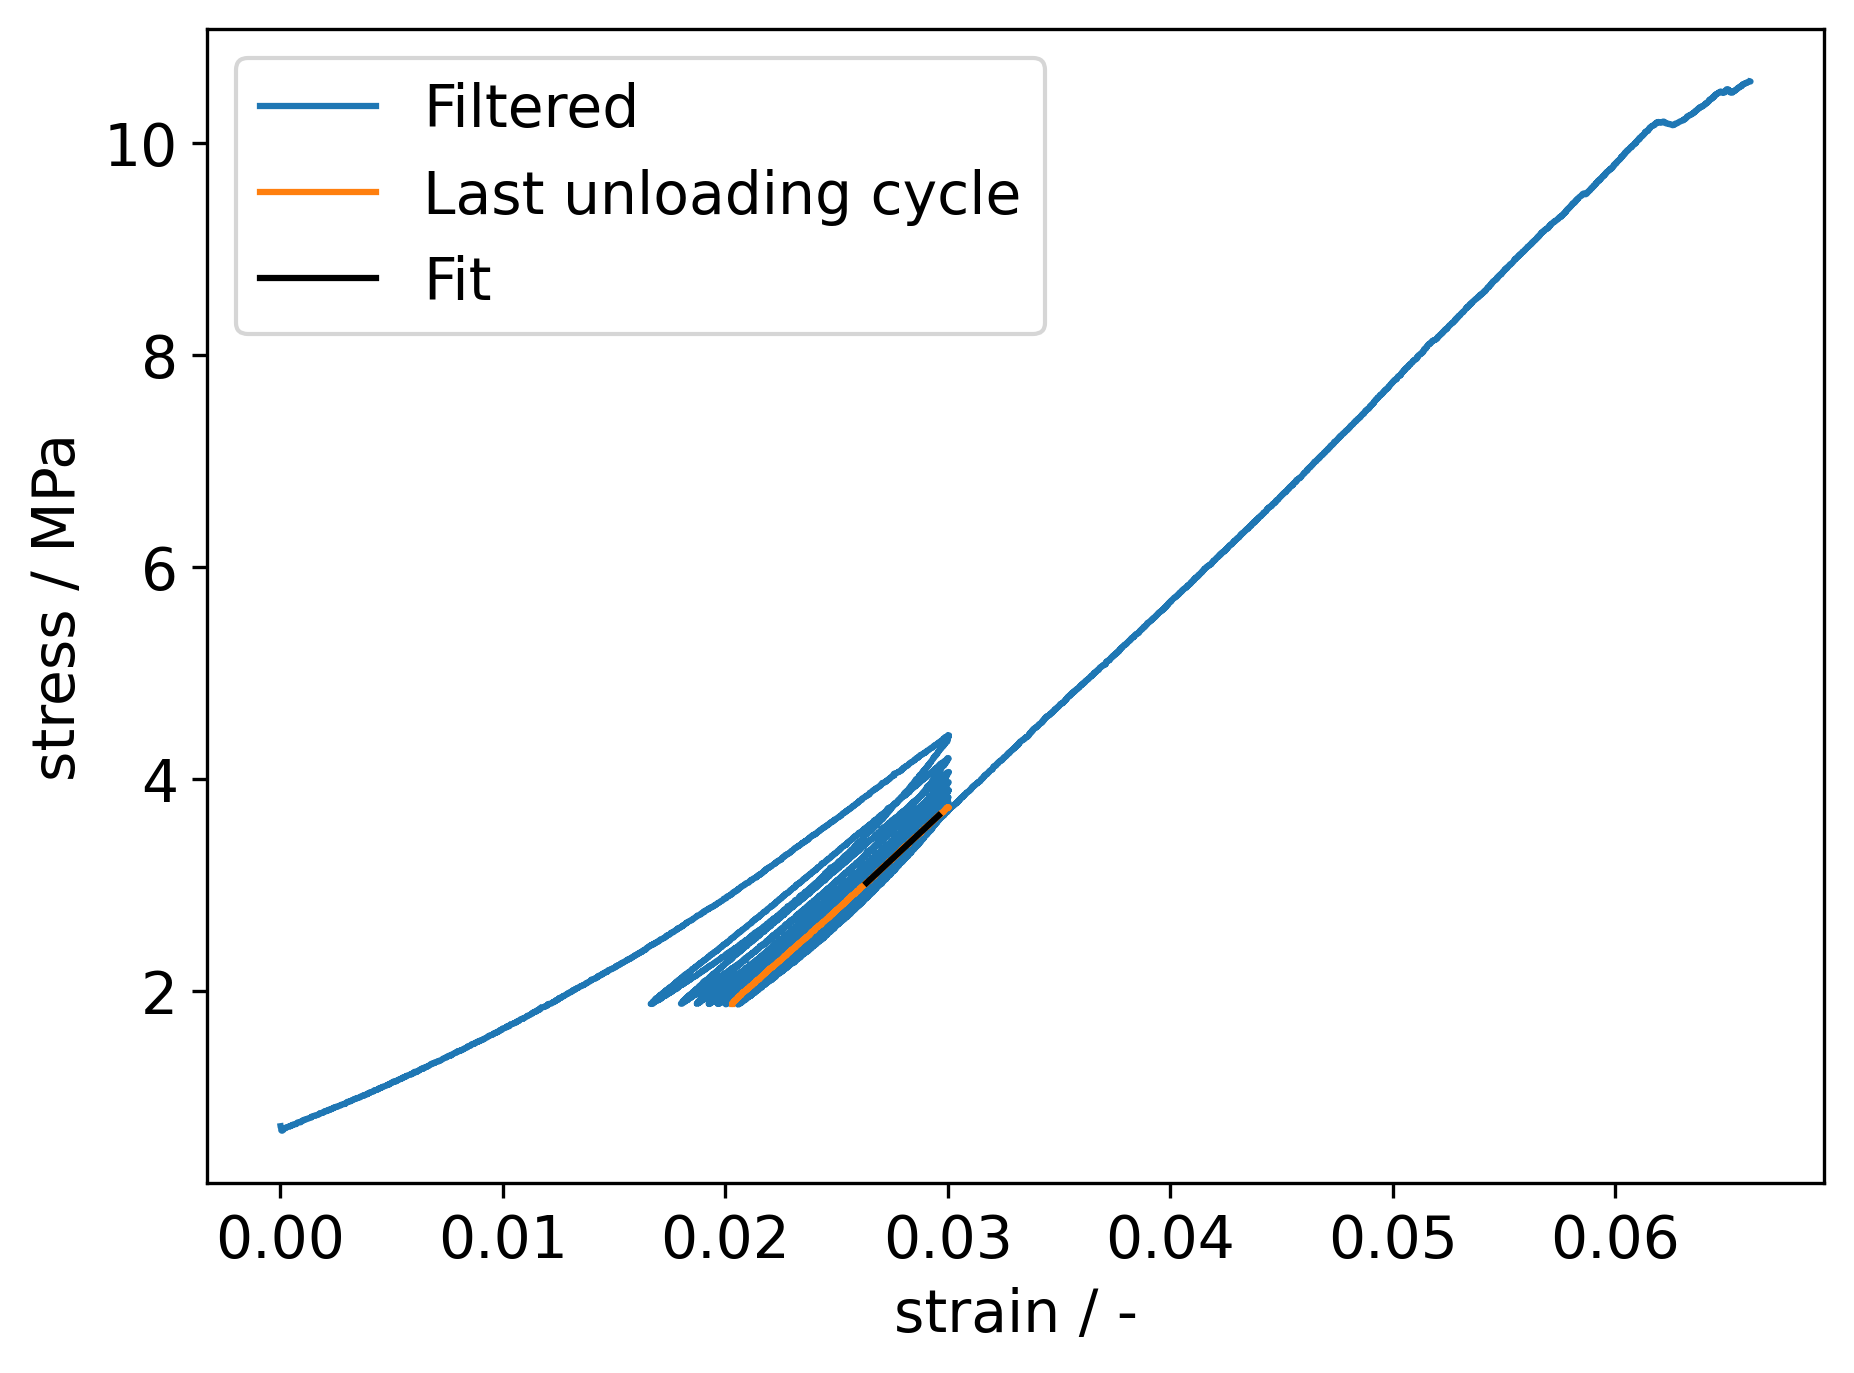 Filtered
Last unloading cycle
Fit
10
8
6
4
2
stress / MPa
0.00 0.01 0.02 0.03 0.04 0.05 0.06
strain / -